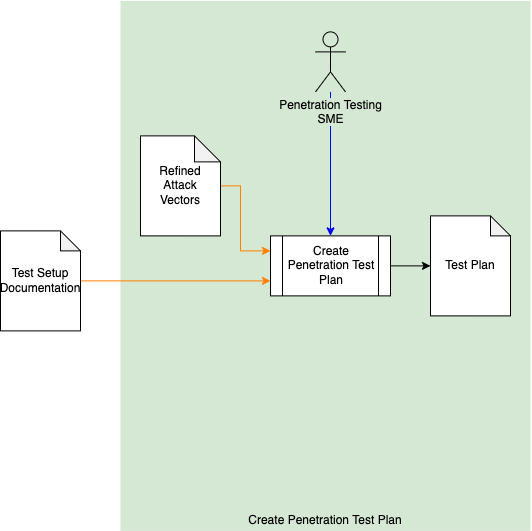 Penetration Testing
SME
Refined
Attack
Vectors
Test Setup
Documentation
Create
Penetration Test
Plan
Test Plan
Create Penetration Test Plan